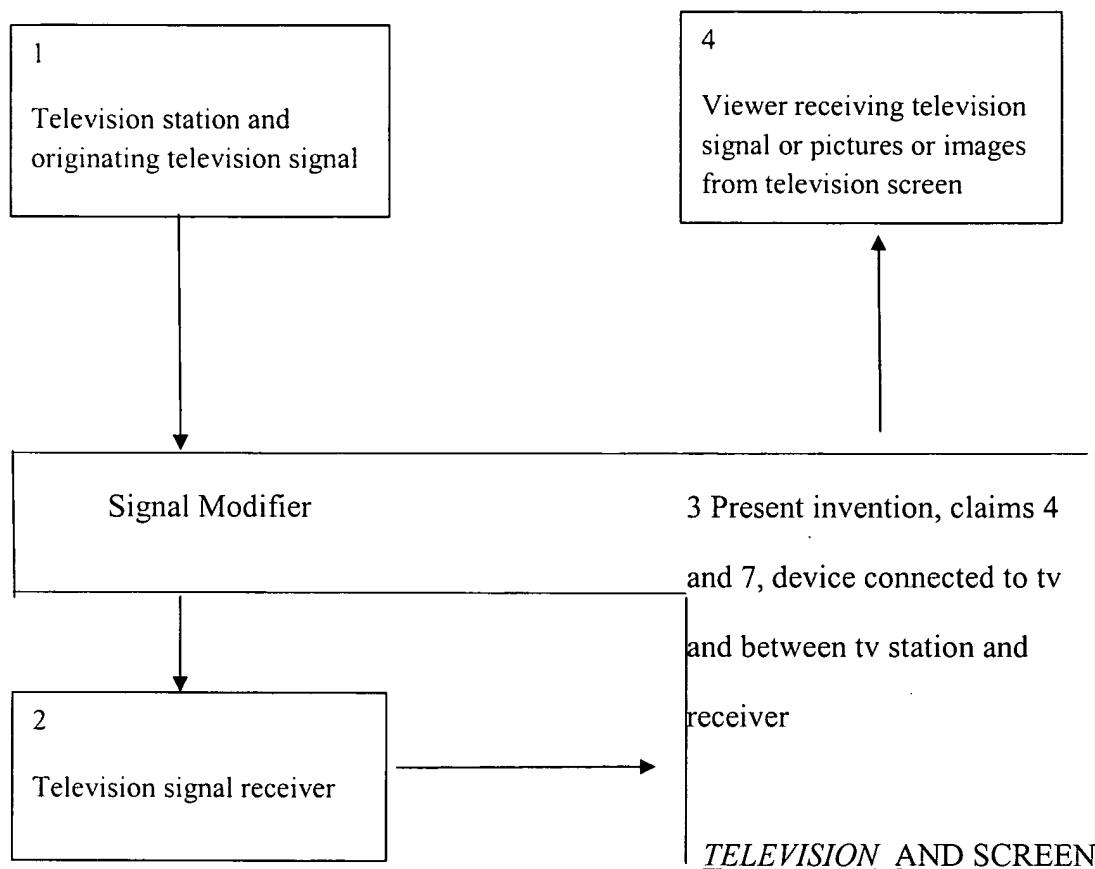 1
Television station and
originating television signal
4
Viewer receiving television
signal or pictures or images
from television screen
Signal Modifier
3 Present invention, claims 4
and 7, device connected to tv
and between tv station and
receiver
2
Television signal receiver
TELEVISION AND SCREEN